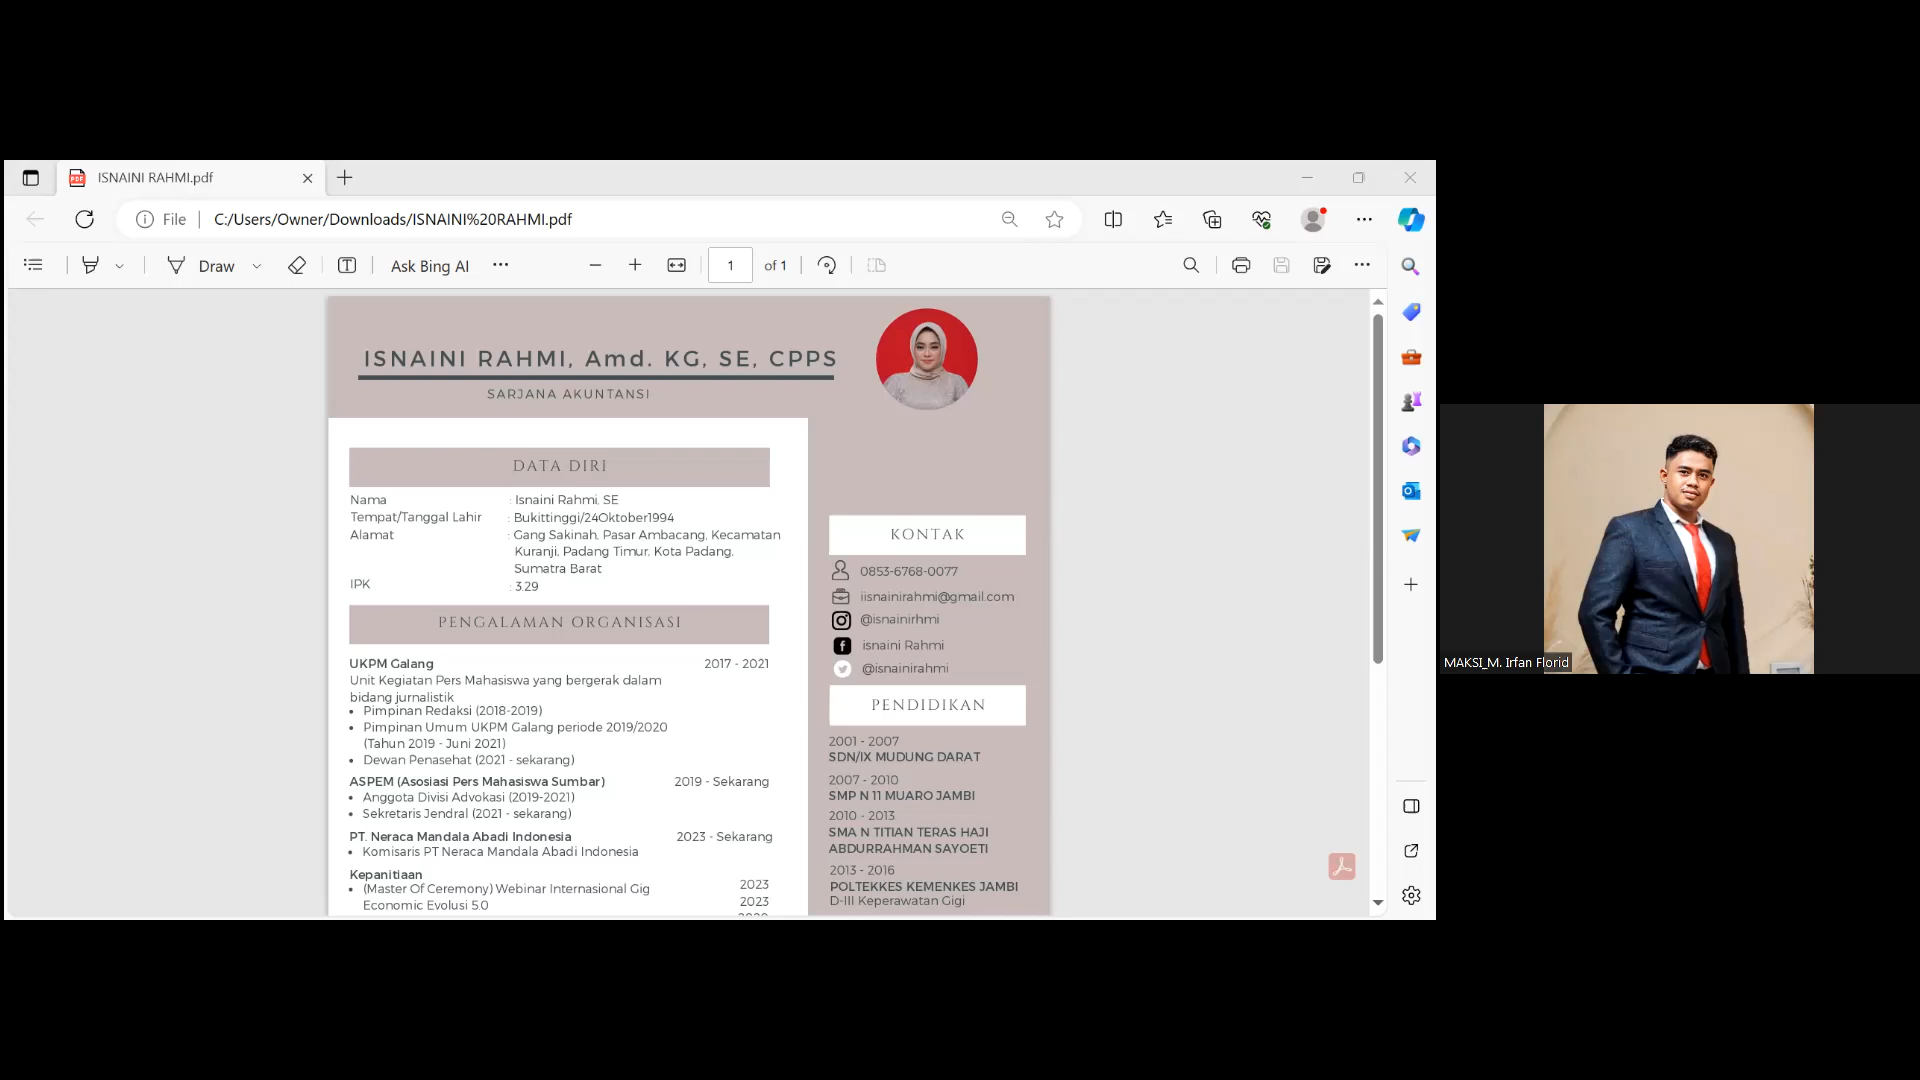 ISNAINI RAHMI.pdf
File
C:/Users/Owner/Downloads/ISNAINI%20RAHMI.pdf
Draw
Ask Bing AI
1
of 1
ISNAINI RAHMI, Amd. KG, SE, CPPS
SARJANA AKUNTANSI
DATA DIRI
Nama : Isnaini Rahmi, SE
Tempat/Tanggal Lahir : Bukittinggi/24Oktober1994
Alamat : Gang Sakinah, Pasar Ambacang, Kecamatan
Kuranji, Padang Timur, Kota Padang,
Sumatra Barat
IPK : 3.29
PENGALAMAN ORGANISASI
UKPM Galang 2017 - 2021
Unit Kegiatan Pers Mahasiswa yang bergerak dalam
bidang jurnalistik
• Pimpinan Redaksi (2018-2019)
• Pimpinan Umum UKPM Galang periode 2019/2020
(Tahun 2019 - Juni 2021)
• Dewan Penasehat (2021 - sekarang)
ASPEM (Asosiasi Pers Mahasiswa Sumbar) 2019 - Sekarang
• Anggota Divisi Advokasi (2019-2021)
• Sekretaris Jendral (2021 - sekarang)
PT. Neraca Mandala Abadi Indonesia 2023 - Sekarang
• Komisaris PT Neraca Mandala Abadi Indonesia
Kepanitiaan
• (Master Of Ceremony) Webinar Internasional Gig 2023
Economic Evolusi 5.0 2023
KONTAK
0853-6768-0077
iisnainirahmi@gmail.com
@isnainirhmi
isnaini Rahmi
@isnainirahmi
PENDIDIKAN
2001 - 2007
SDN/IX MUDUNG DARAT
2007 - 2010
SMP N 11 MUARO JAMBI
2010 - 2013
SMA N TITIAN TERAS HAJI
ABDURRAHMAN SAYOETI
2013 - 2016
POLTEKKES KEMENKES JAMBI
D-III Keperawatan Gigi
MAKSI_M. Irfan Florid